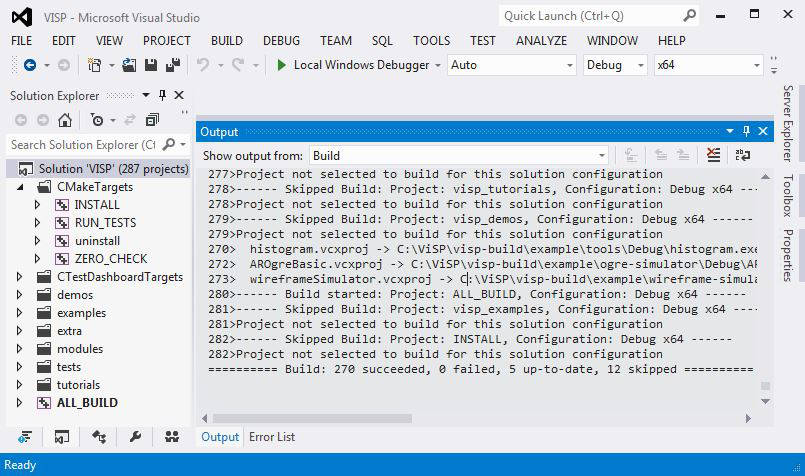 VISP - Microsoft Visual Studio
Quick Launch (Ctrl+Q)
FILE EDIT VIEW PROJECT BUILD DEBUG TEAM SQL TOOLS TEST ANALYZE WINDOW HELP
Local Windows Debugger Auto Debug x64
Solution Explorer
Search Solution Explorer (Ct
Solution 'VISP' (287 projects)
CMakeTargets
INSTALL
RUN_TESTS
uninstall
ZERO_CHECK
CTestDashboardTargets
demos
examples
extra
modules
tests
tutorials
ALL_BUILD
Output
Show output from: Build
277>Project not selected to build for this solution configuration
278>------ Skipped Build: Project: visp_tutorials, Configuration: Debug x64 ---
278>Project not selected to build for this solution configuration
279>------ Skipped Build: Project: visp_demos, Configuration: Debug x64 ------
279>Project not selected to build for this solution configuration
270>  histogram.vcxproj -> C:\ViSP\visp-build\example\tools\Debug\histogram.exe
272>  AROgreBasic.vcxproj -> C:\ViSP\visp-build\example\ogre-simulator\Debug\AR
273>  wireframeSimulator.vcxproj -> C:\ViSP\visp-build\example\wireframe-simula
280>------ Build started: Project: ALL_BUILD, Configuration: Debug x64 ------
281>------ Skipped Build: Project: visp_examples, Configuration: Debug x64 ----
281>Project not selected to build for this solution configuration
282>------ Skipped Build: Project: INSTALL, Configuration: Debug x64 ------
282>Project not selected to build for this solution configuration
========== Build: 270 succeeded, 0 failed, 5 up-to-date, 12 skipped ==========
Output Error List
Server Explorer
Toolbox
Properties
Ready